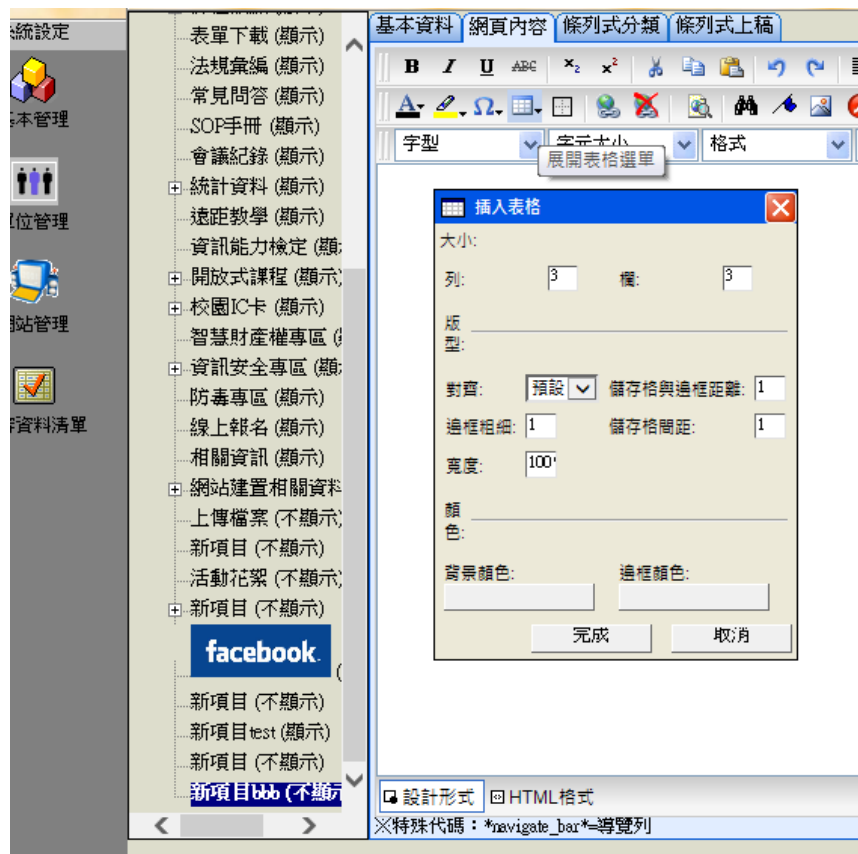 系統設定
基本管理
單位管理
網站管理
資料清單
表單下載 (顯示)
法規彙編 (顯示)
常見問答 (顯示)
SOP手冊 (顯示)
會議紀錄 (顯示)
統計資料 (顯示)
遠距教學 (顯示)
資訊能力檢定 (顯
開放式課程 (顯示)
校園IC卡 (顯示)
智慧財產權專區 (
資訊安全專區 (顯
防毒專區 (顯示)
線上報名 (顯示)
相關資訊 (顯示)
網站建置相關資料
上傳檔案 (不顯示)
新項目 (不顯示)
活動花絮 (不顯示)
新項目 (不顯示)
facebook
(
新項目 (不顯示)
新項目test (顯示)
新項目 (不顯示)
新項目bbb (不顯示
基本資料 網頁內容 條列式分類 條列式上稿
B I U ABC ×₂ ×²
A Ω
字型 字元大小 格式
展開表格選單
插入表格
大小:
列: 3 欄: 3
版型:
對齊: 預設 儲存格與邊框距離: 1
邊框粗細: 1 儲存格間距: 1
寬度: 100
顏色:
背景顏色: 邊框顏色:
完成 取消
設計形式 HTML格式
※特殊代碼：*navigate_bar*=導覽列